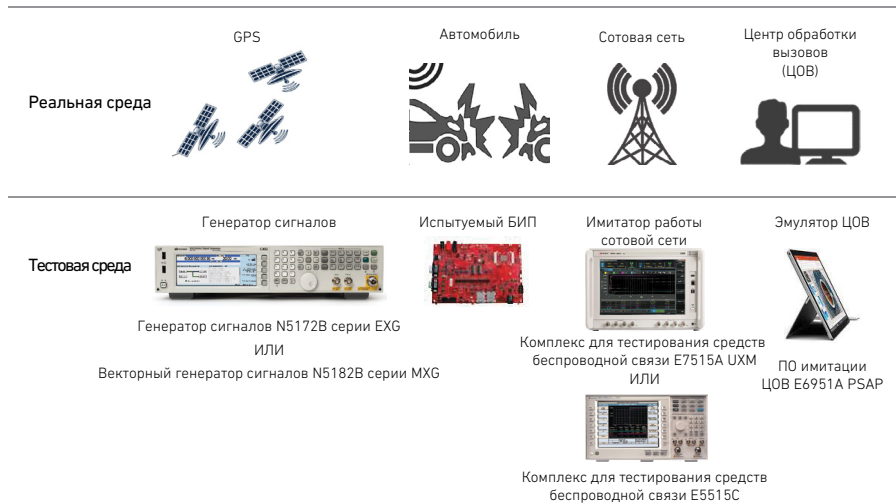 GPS
Автомобиль
Сотовая сеть
Центр обработки
вызовов
(ЦОВ)
Реальная среда
Генератор сигналов
Испытуемый БИП
Имитатор работы
сотовой сети
Эмулятор ЦОВ
Тестовая среда
Генератор сигналов N5172B серии EXG
ИЛИ
Векторный генератор сигналов N5182B серии MXG
Комплекс для тестирования средств
беспроводной связи E7515A UXM
ИЛИ
ПО имитации
ЦОВ E6951A PSAP
Комплекс для тестирования средств
беспроводной связи E5515C